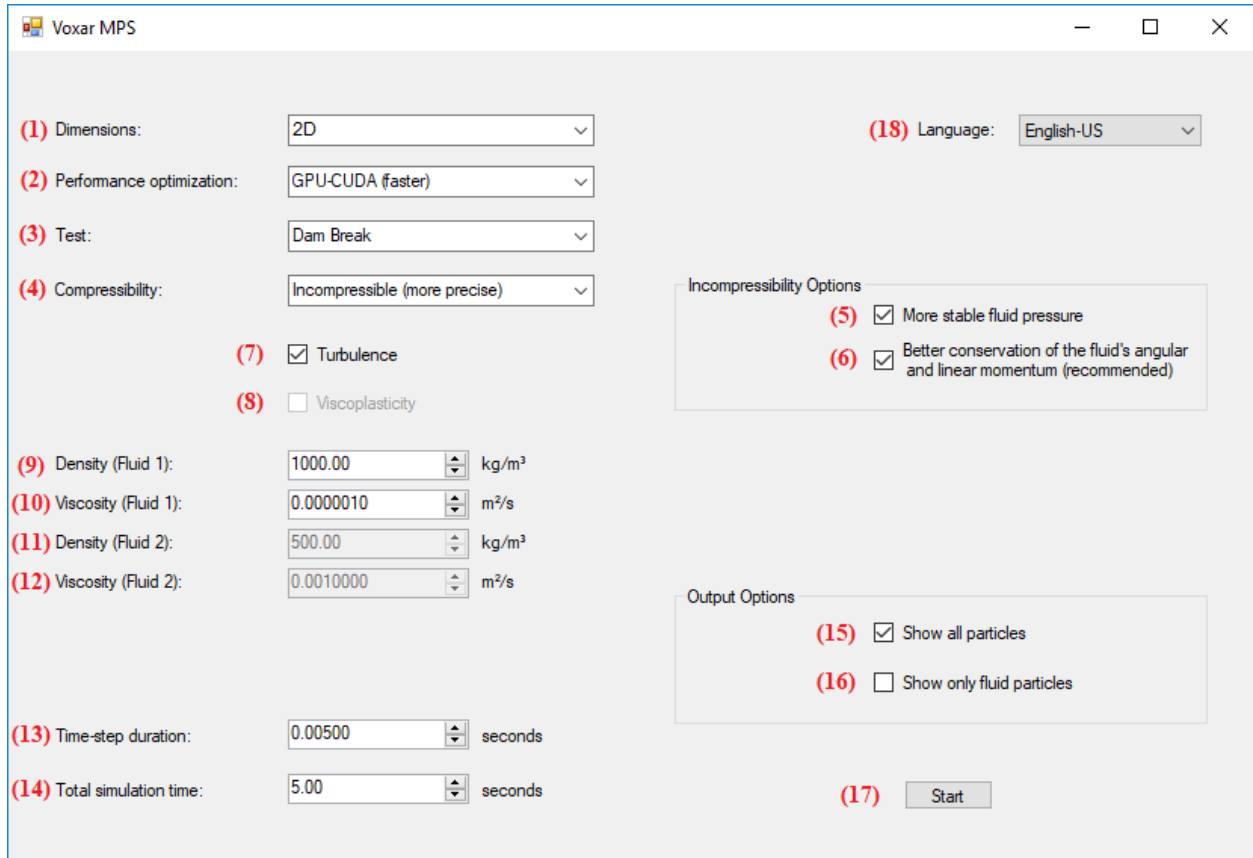 Voxar MPS
(1) Dimensions: 2D
(18) Language: English-US
(2) Performance optimization: GPU-CUDA (faster)
(3) Test: Dam Break
(4) Compressibility: Incompressible (more precise)
Incompressibility Options
(5) More stable fluid pressure
(6) Better conservation of the fluid's angular
and linear momentum (recommended)
(7) Turbulence
(8) Viscoplasticity
(9) Density (Fluid 1): 1000.00 kg/m³
(10) Viscosity (Fluid 1): 0.0000010 m²/s
(11) Density (Fluid 2): 500.00 kg/m³
(12) Viscosity (Fluid 2): 0.0010000 m²/s
Output Options
(15) Show all particles
(16) Show only fluid particles
(13) Time-step duration: 0.00500 seconds
(14) Total simulation time: 5.00 seconds
(17) Start